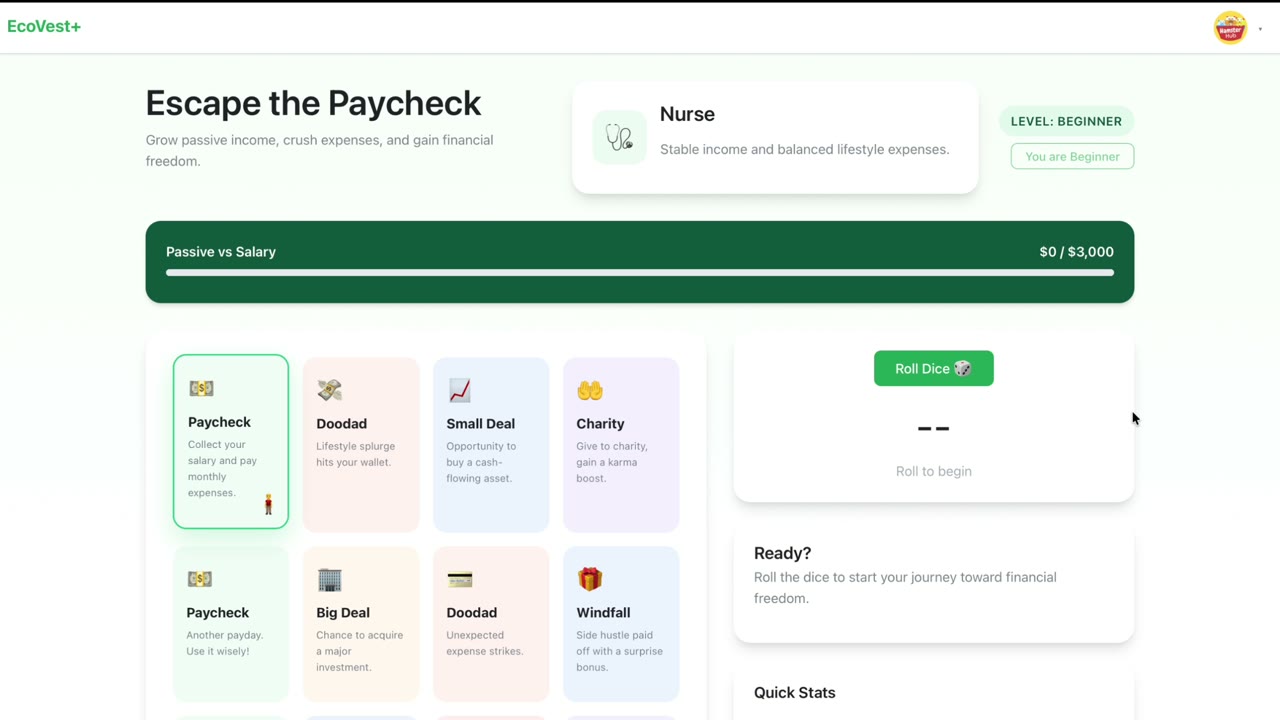 EcoVest+
Hamster
Hub
Escape the Paycheck
Grow passive income, crush expenses, and gain financial
freedom.
Nurse
Stable income and balanced lifestyle expenses.
LEVEL: BEGINNER
You are Beginner
Passive vs Salary
$0 / $3,000
Paycheck
Collect your
salary and pay
monthly
expenses.
Doodad
Lifestyle splurge
hits your wallet.
Small Deal
Opportunity to
buy a cash-
flowing asset.
Charity
Give to charity,
gain a karma
boost.
Paycheck
Another payday.
Use it wisely!
Big Deal
Chance to acquire
a major
investment.
Doodad
Unexpected
expense strikes.
Windfall
Side hustle paid
off with a surprise
bonus.
Roll Dice
--
Roll to begin
Ready?
Roll the dice to start your journey toward financial
freedom.
Quick Stats